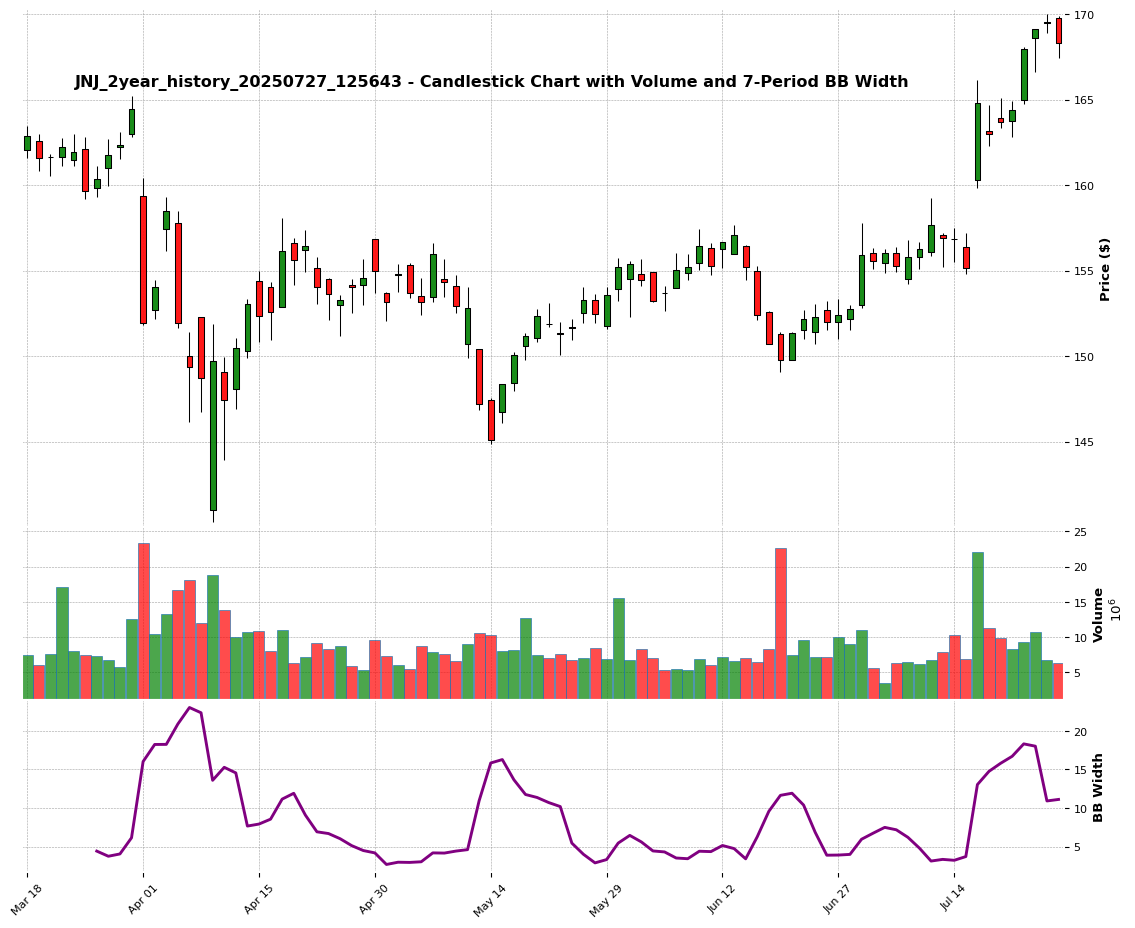 JNJ_2year_history_20250727_125643 - Candlestick Chart with Volume and 7-Period BB Width
170
165
160
155
150
145
Price ($)
25
20
15
10
5
Volume
10^6
20
15
10
5
BB Width
Mar 18
Apr 01
Apr 15
Apr 30
May 14
May 29
Jun 12
Jun 27
Jul 14